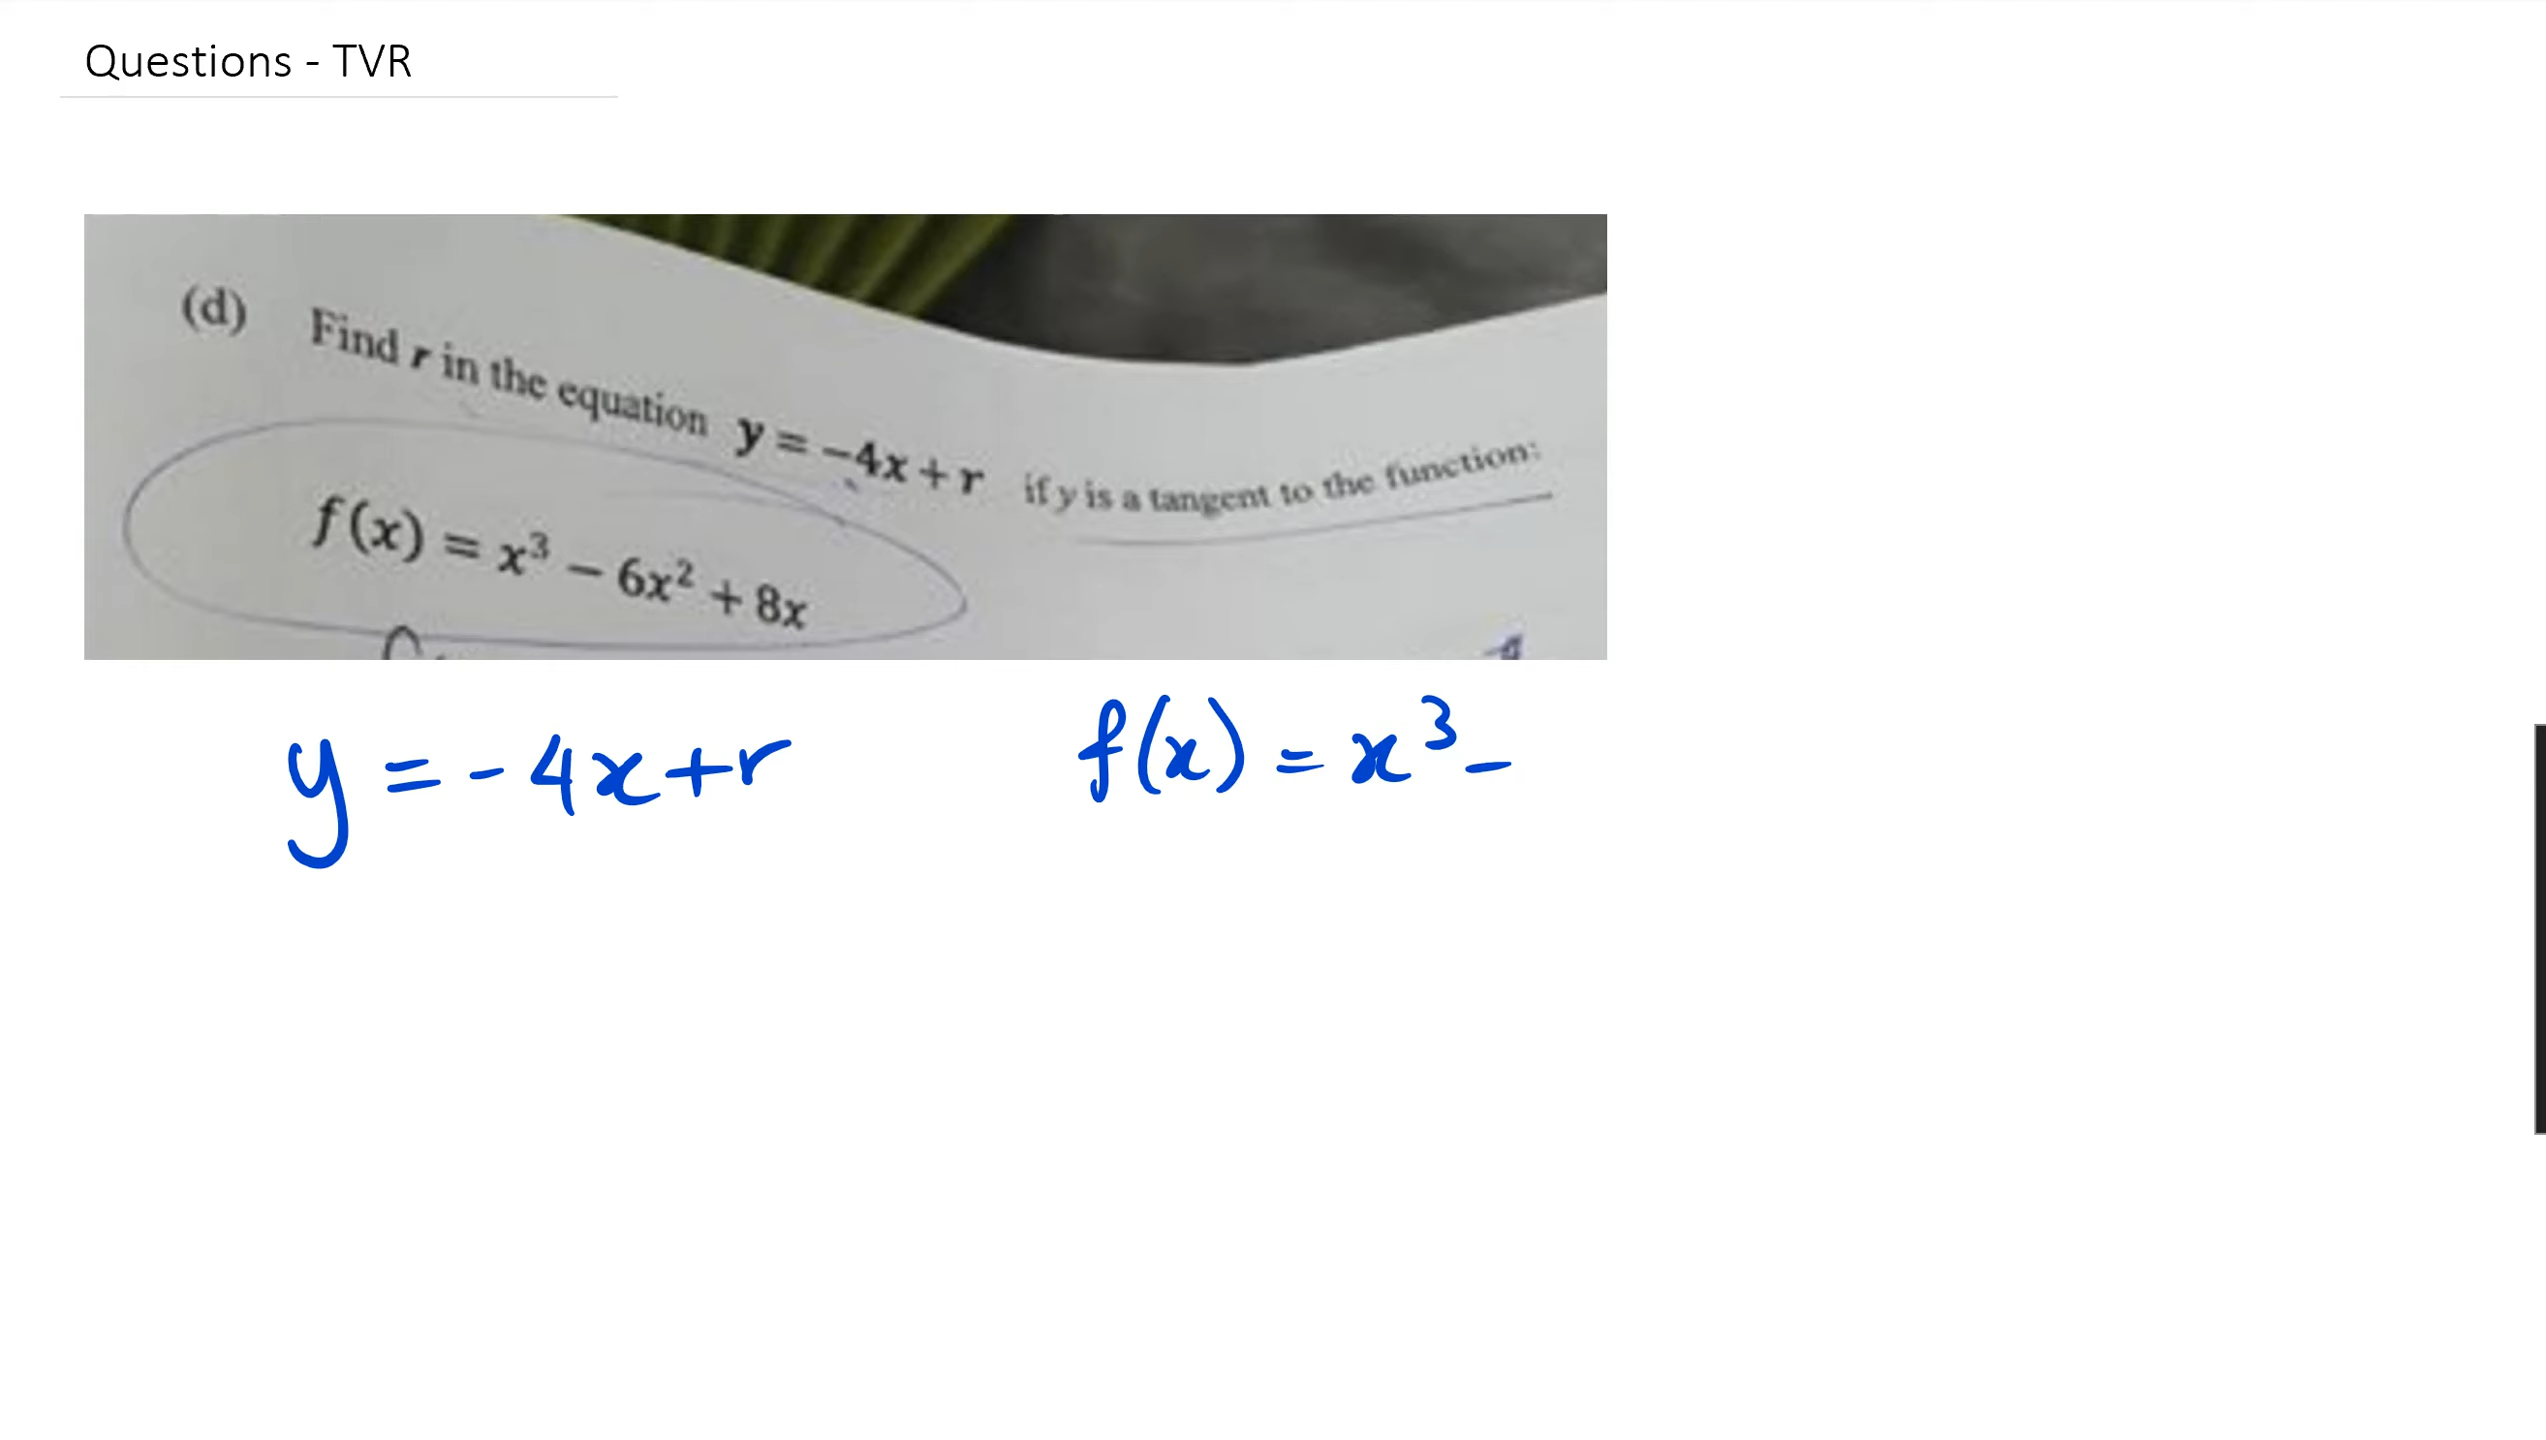 Questions - TVR
(d) Find r in the equation y = −4x + r if y is a tangent to the function:
f(x) = x³ − 6x² + 8x
y = - 4x+r
f(x) = x³ -